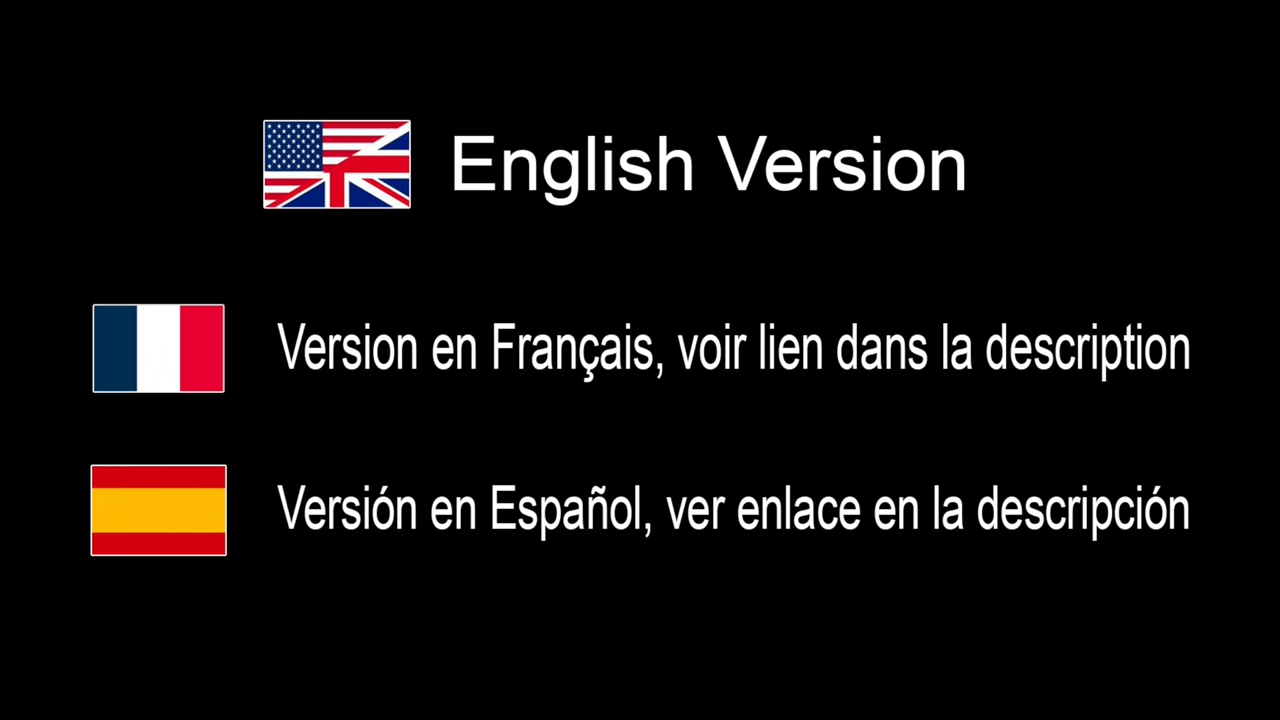 English Version
Version en Français, voir lien dans la description
Versión en Español, ver enlace en la descripción